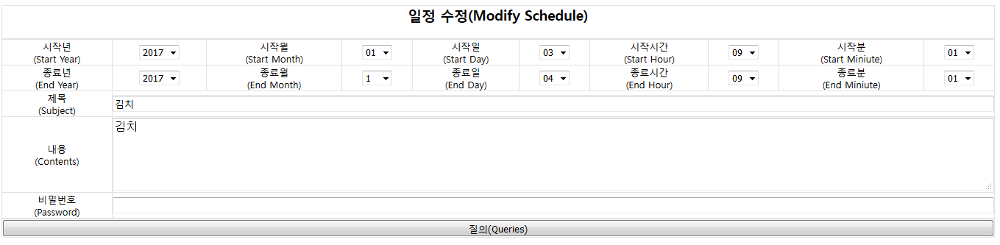 일정 수정(Modify Schedule)
시작년
(Start Year)
2017
시작월
(Start Month)
01
시작일
(Start Day)
03
시작시간
(Start Hour)
09
시작분
(Start Miniute)
01
종료년
(End Year)
2017
종료월
(End Month)
1
종료일
(End Day)
04
종료시간
(End Hour)
09
종료분
(End Miniute)
01
제목
(Subject)
김치
내용
(Contents)
김치
비밀번호
(Password)
질의(Queries)